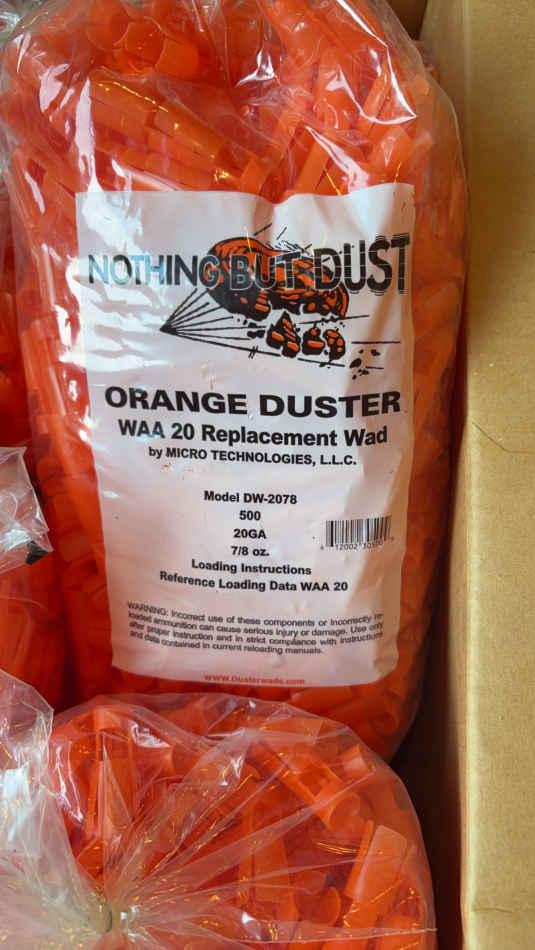 NOTHING BUT DUST
ORANGE DUSTER
WAA 20 Replacement Wad
by MICRO TECHNOLOGIES, L.L.C.
Model DW-2078
500
20GA
7/8 oz.
Loading Instructions
Reference Loading Data WAA 20
WARNING: Incorrect use of these components or incorrectly re-
loaded ammunition can cause serious injury or damage. Use only
after proper instruction and in strict compliance with instructions
and data contained in current reloading manuals.
www.Dusterwads.com